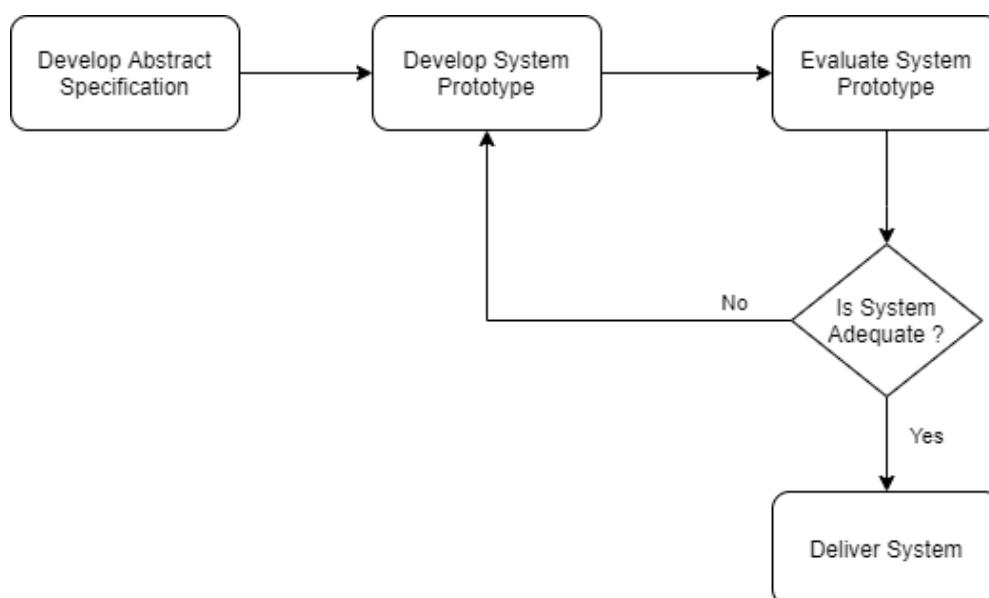 Develop Abstract
Specification
Develop System
Prototype
Evaluate System
Prototype
No
Is System
Adequate ?
Yes
Deliver System